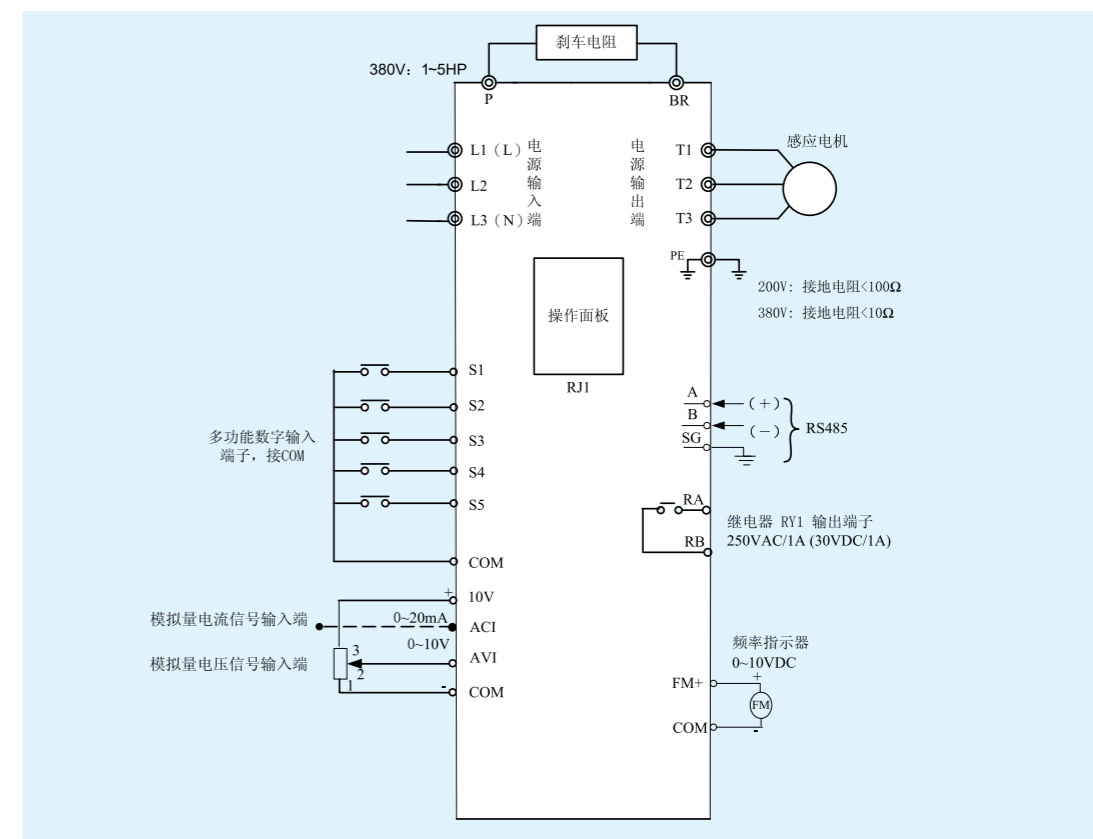 刹车电阻
380V：1~5HP
P
BR
L1（L）
L2
L3（N）
电源输入端
电源输出端
T1
T2
T3
感应电机
PE
200V: 接地电阻<100Ω
380V: 接地电阻<10Ω
操作面板
RJ1
S1
S2
S3
S4
S5
COM
多功能数字输入
端子，接COM
A
B
SG
（+）
（−）
RS485
RA
RB
继电器 RY1 输出端子
250VAC/1A (30VDC/1A)
+
10V
模拟量电流信号输入端
0~20mA
ACI
0~10V
模拟量电压信号输入端
3
2
1
AVI
-
COM
频率指示器
0~10VDC
+
FM+
FM
COM
-